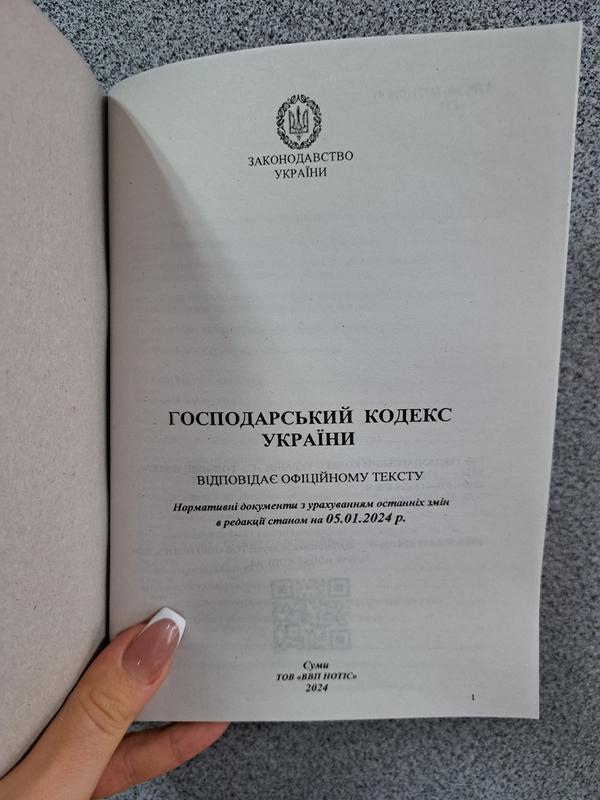 ЗАКОНОДАВСТВО
УКРАЇНИ
ГОСПОДАРСЬКИЙ КОДЕКС
УКРАЇНИ
ВІДПОВІДАЄ ОФІЦІЙНОМУ ТЕКСТУ
Нормативні документи з урахуванням останніх змін
в редакції станом на 05.01.2024 р.
Суми
ТОВ «ВВП НОТІС»
2024
1